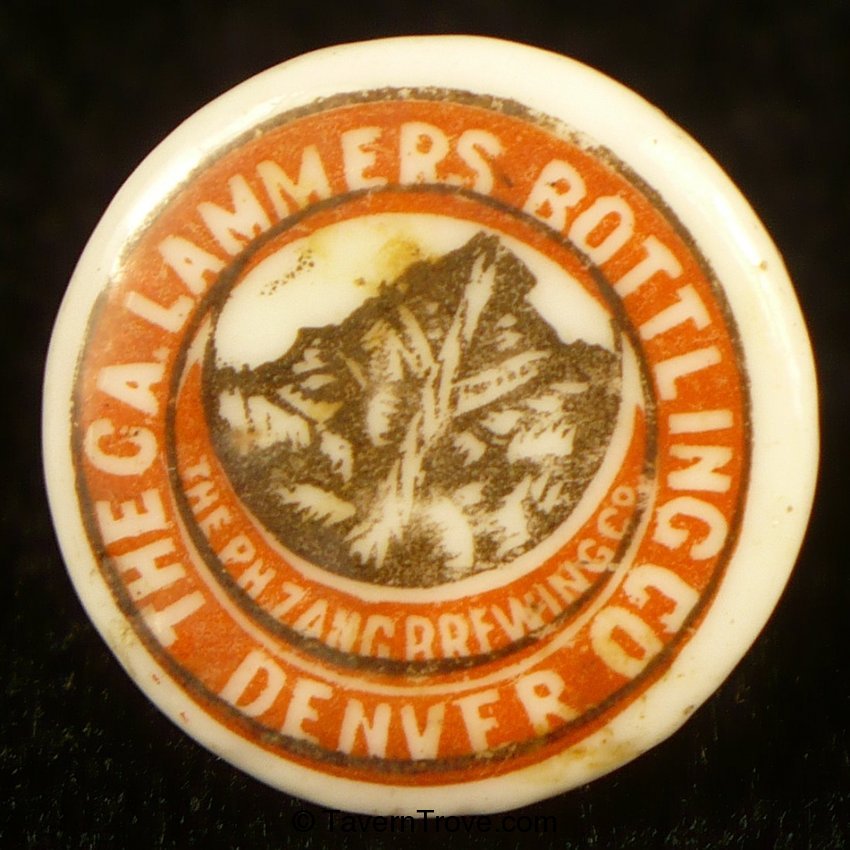 THE C.A. LAMMERS BOTTLING CO
DENVER
THE PH. ZANG BREWING CO.
© TavernTrove.com